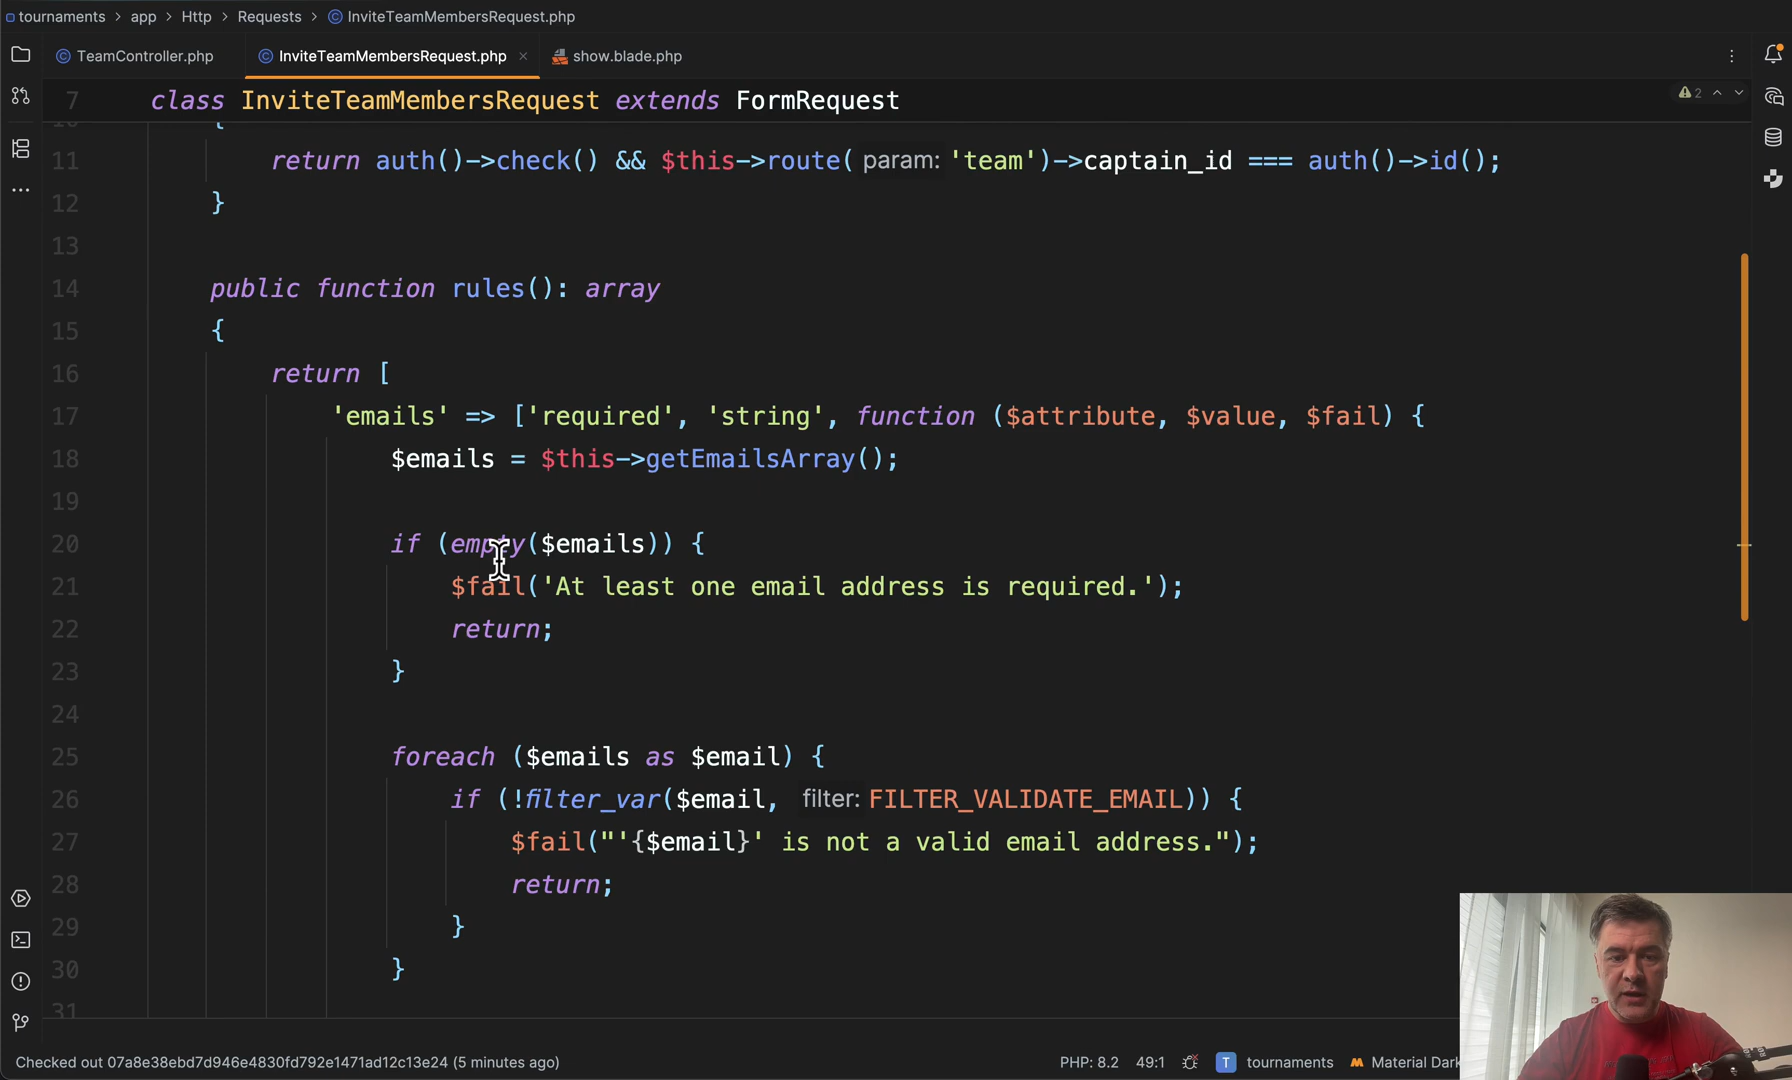 tournaments > app > Http > Requests > InviteTeamMembersRequest.php
TeamController.php InviteTeamMembersRequest.php × show.blade.php
7 class InviteTeamMembersRequest extends FormRequest
2
{
11 return auth()->check() && $this->route( param: 'team')->captain_id === auth()->id();
12 }
13
14 public function rules(): array
15 {
16 return [
17 'emails' => ['required', 'string', function ($attribute, $value, $fail) {
18 $emails = $this->getEmailsArray();
19
20 if (empty($emails)) {
21 $fail('At least one email address is required.');
22 return;
23 }
24
25 foreach ($emails as $email) {
26 if (!filter_var($email, filter: FILTER_VALIDATE_EMAIL)) {
27 $fail("'{$email}' is not a valid email address.");
28 return;
29 }
30 }
31
Checked out 07a8e38ebd7d946e4830fd792e1471ad12c13e24 (5 minutes ago) PHP: 8.2 49:1 T tournaments Material Dark